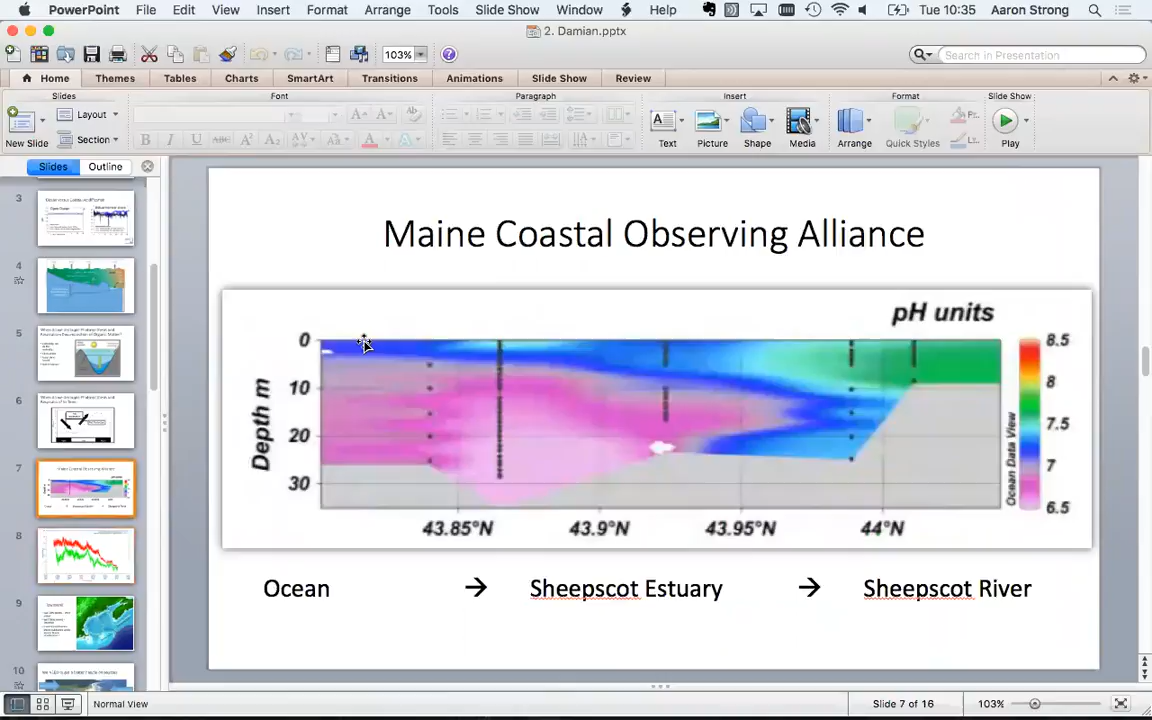 PowerPoint File Edit View Insert Format Arrange Tools Slide Show Window Help Tue 10:35 Aaron Strong
2. Damian.pptx
103% Search in Presentation
Home Themes Tables Charts SmartArt Transitions Animations Slide Show Review
Slides Font Paragraph Insert Format Slide Show
Layout
Section
New Slide Text Picture Shape Media Arrange Quick Styles Play
Slides Outline
3
4
5
6
7
8
9
10
Maine Coastal Observing Alliance
pH units
Depth m
0
10
20
30
43.85°N 43.9°N 43.95°N 44°N
8.5
8
7.5
7
6.5
Ocean Data View
Ocean → Sheepscot Estuary → Sheepscot River
Normal View Slide 7 of 16 103%